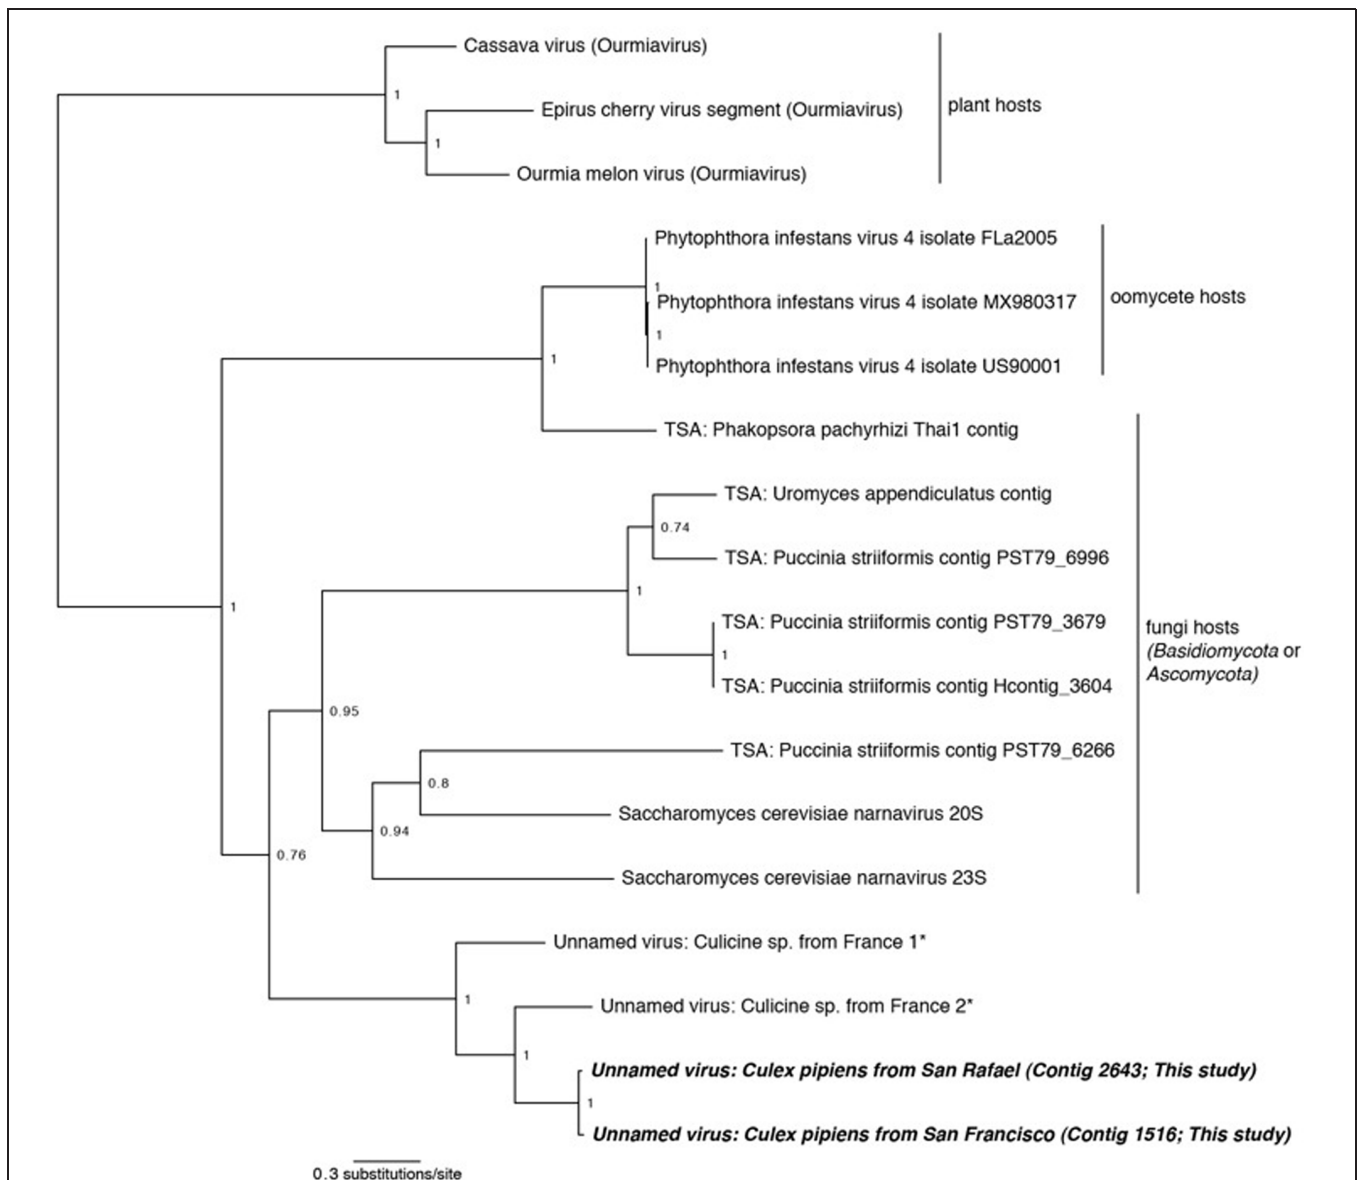 Cassava virus (Ourmiavirus)
1
Epirus cherry virus segment (Ourmiavirus)
plant hosts
1
Ourmia melon virus (Ourmiavirus)
Phytophthora infestans virus 4 isolate FLa2005
1
Phytophthora infestans virus 4 isolate MX980317
oomycete hosts
1
Phytophthora infestans virus 4 isolate US90001
1
TSA: Phakopsora pachyrhizi Thai1 contig
TSA: Uromyces appendiculatus contig
0.74
TSA: Puccinia striiformis contig PST79_6996
1
1
TSA: Puccinia striiformis contig PST79_3679
fungi hosts
(Basidiomycota or
Ascomycota)
1
TSA: Puccinia striiformis contig Hcontig_3604
0.95
TSA: Puccinia striiformis contig PST79_6266
0.8
Saccharomyces cerevisiae narnavirus 20S
0.94
0.76
Saccharomyces cerevisiae narnavirus 23S
Unnamed virus: Culicine sp. from France 1*
1
Unnamed virus: Culicine sp. from France 2*
1
Unnamed virus: Culex pipiens from San Rafael (Contig 2643; This study)
1
Unnamed virus: Culex pipiens from San Francisco (Contig 1516; This study)
0.3 substitutions/site